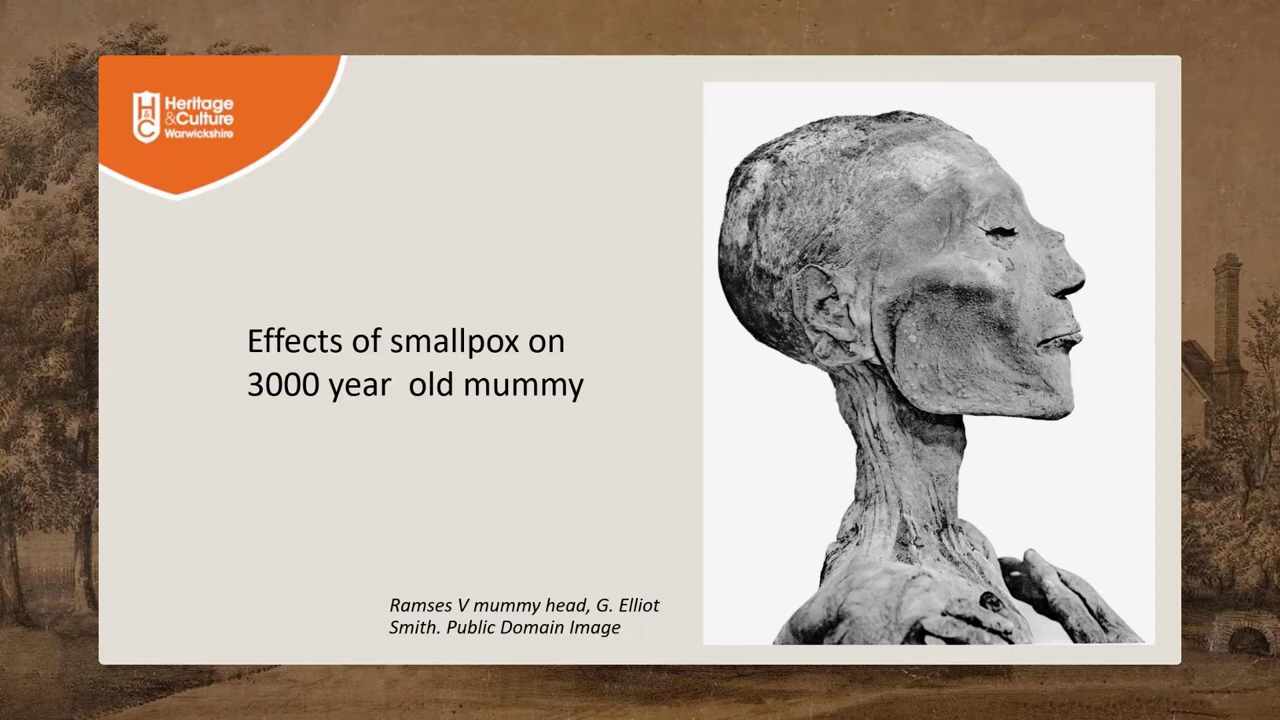 Heritage
&Culture
Warwickshire
H
&
C
Effects of smallpox on
3000 year  old mummy
Ramses V mummy head, G. Elliot
Smith. Public Domain Image